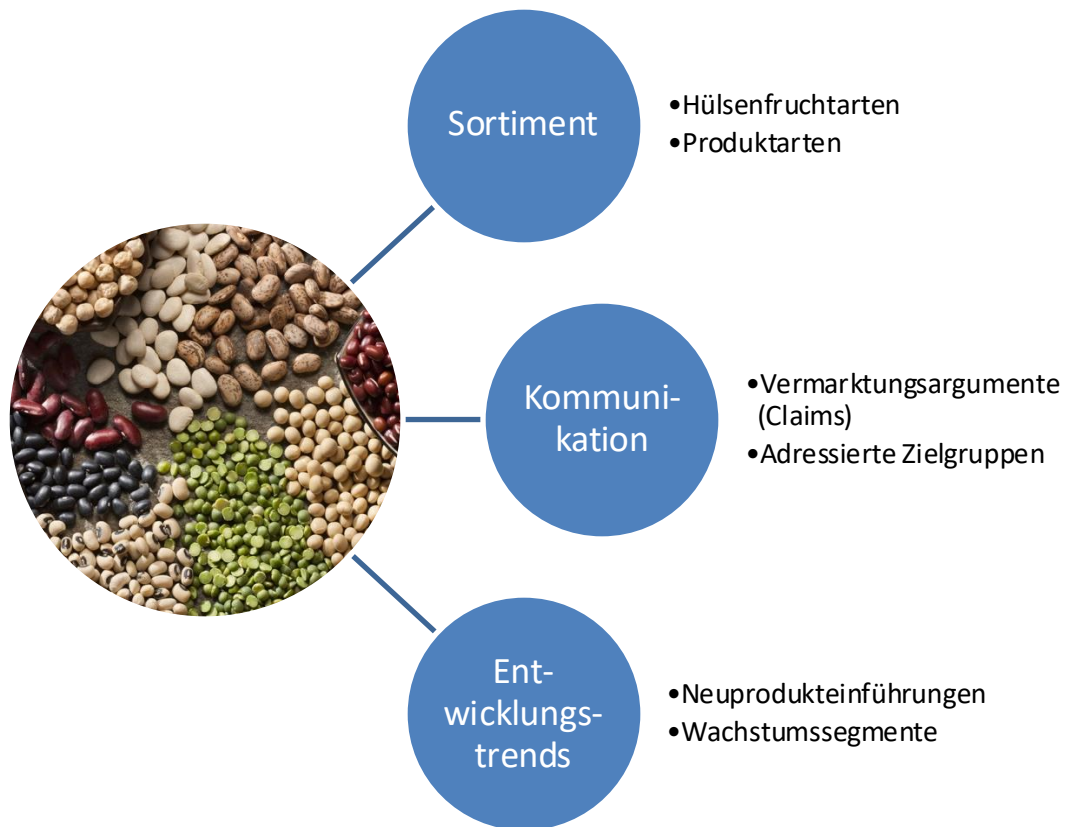 Sortiment
•Hülsenfruchtarten
•Produktarten
Kommuni-
kation
•Vermarktungsargumente
(Claims)
•Adressierte Zielgruppen
Ent-
wicklungs-
trends
•Neuprodukteinführungen
•Wachstumssegmente